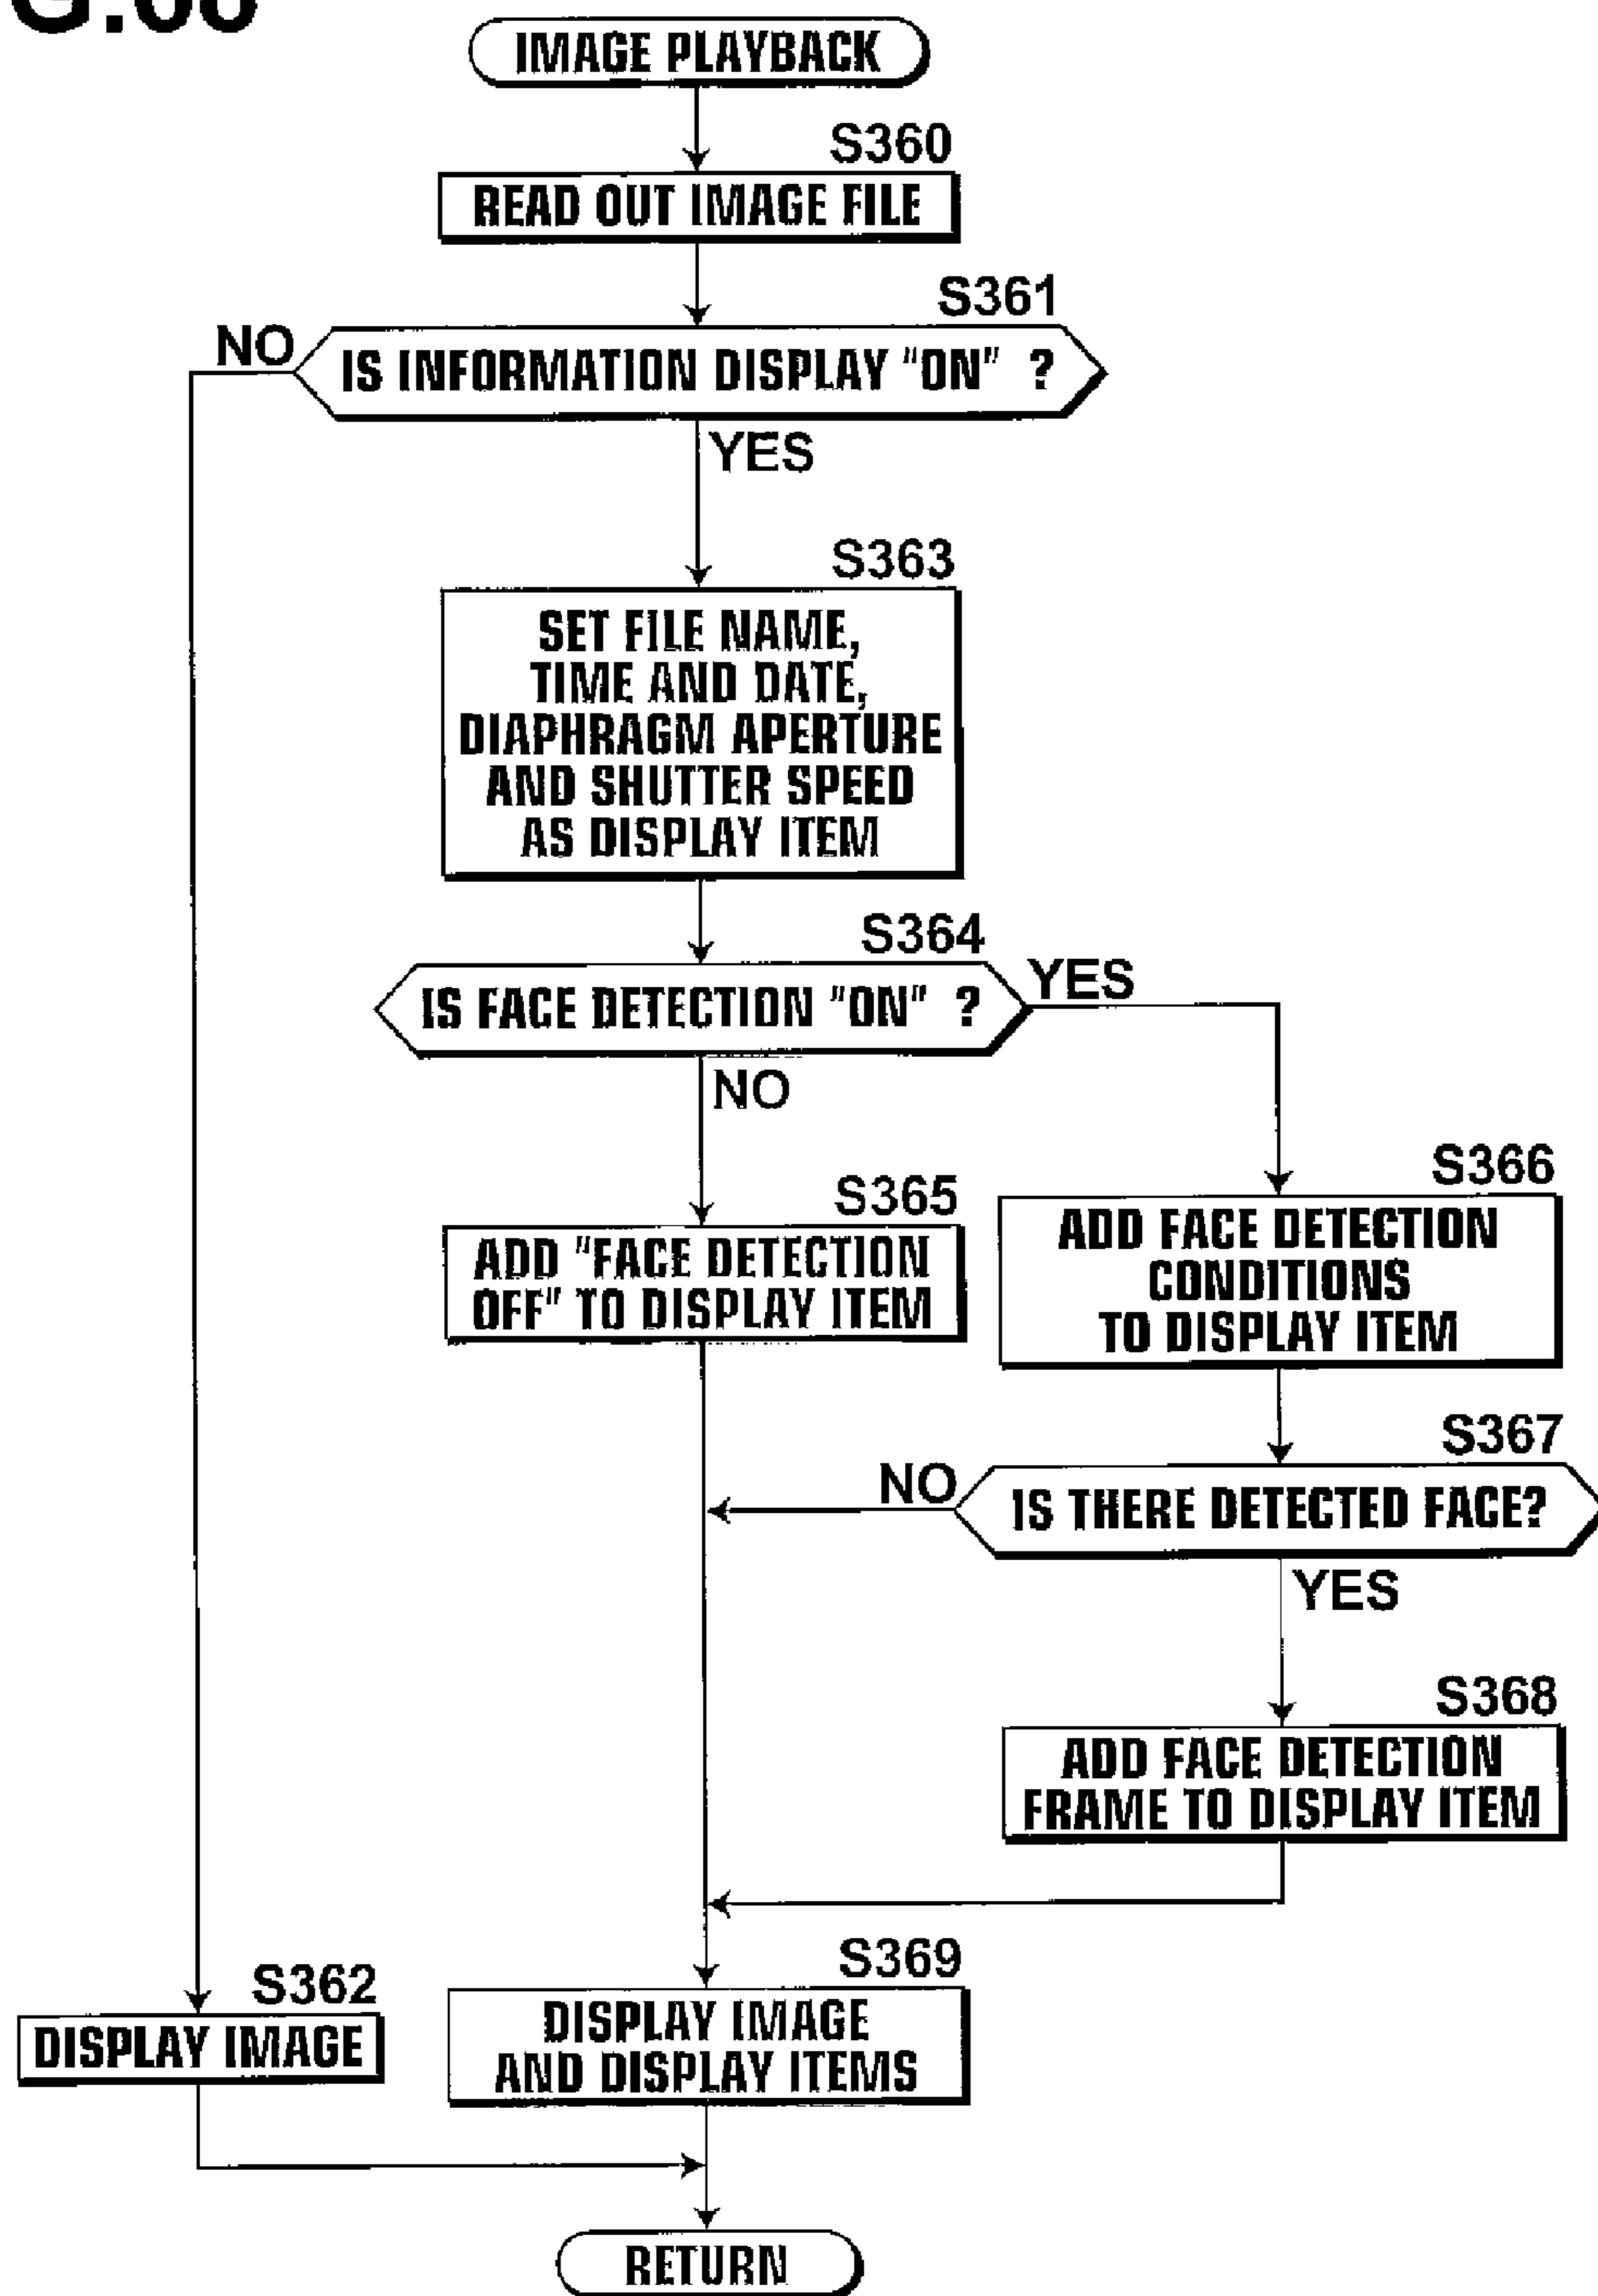 IMAGE PLAYBACK
S360
READ OUT IMAGE FILE
S361
NO
IS INFORMATION DISPLAY "ON" ?
YES
S363
SET FILE NAME,
TIME AND DATE,
DIAPHRAGM APERTURE
AND SHUTTER SPEED
AS DISPLAY ITEM
S364
IS FACE DETECTION "ON" ?
YES
NO
S365
ADD "FACE DETECTION
OFF" TO DISPLAY ITEM
S366
ADD FACE DETECTION
CONDITIONS
TO DISPLAY ITEM
S367
NO
IS THERE DETECTED FACE?
YES
S368
ADD FACE DETECTION
FRAME TO DISPLAY ITEM
S362
DISPLAY IMAGE
S369
DISPLAY IMAGE
AND DISPLAY ITEMS
RETURN